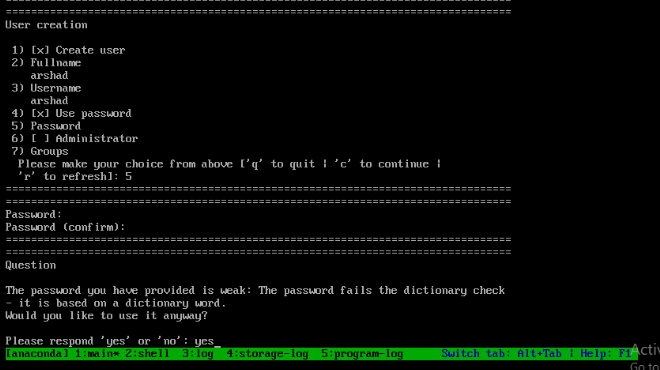 ================================================================================
================================================================================
User creation
1) [x] Create user
2) Fullname
arshad
3) Username
arshad
4) [x] Use password
5) Password
6) [ ] Administrator
7) Groups
Please make your choice from above ['q' to quit | 'c' to continue |
'r' to refresh]: 5
================================================================================
================================================================================
Password:
Password (confirm):
================================================================================
================================================================================
Question
The password you have provided is weak: The password fails the dictionary check
- it is based on a dictionary word.
Would you like to use it anyway?
Please respond 'yes' or 'no': yes_
[anaconda] 1:main* 2:shell 3:log 4:storage-log 5:program-log Switch tab: Alt+Tab | Help: F1
Activ
Go to